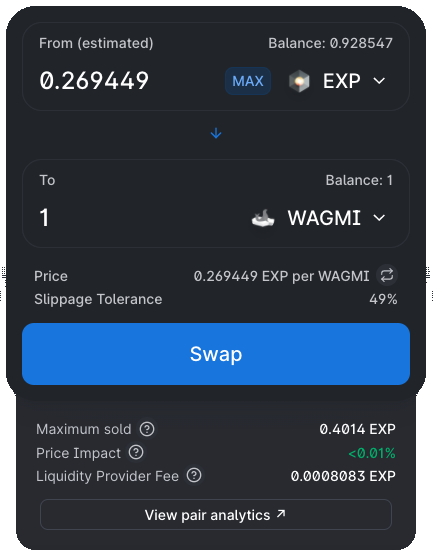 From (estimated) Balance: 0.928547
0.269449 MAX EXP
To Balance: 1
1 WAGMI
Price 0.269449 EXP per WAGMI
Slippage Tolerance 49%
Swap
Maximum sold ? 0.4014 EXP
Price Impact ? <0.01%
Liquidity Provider Fee ? 0.0008083 EXP
View pair analytics ↗